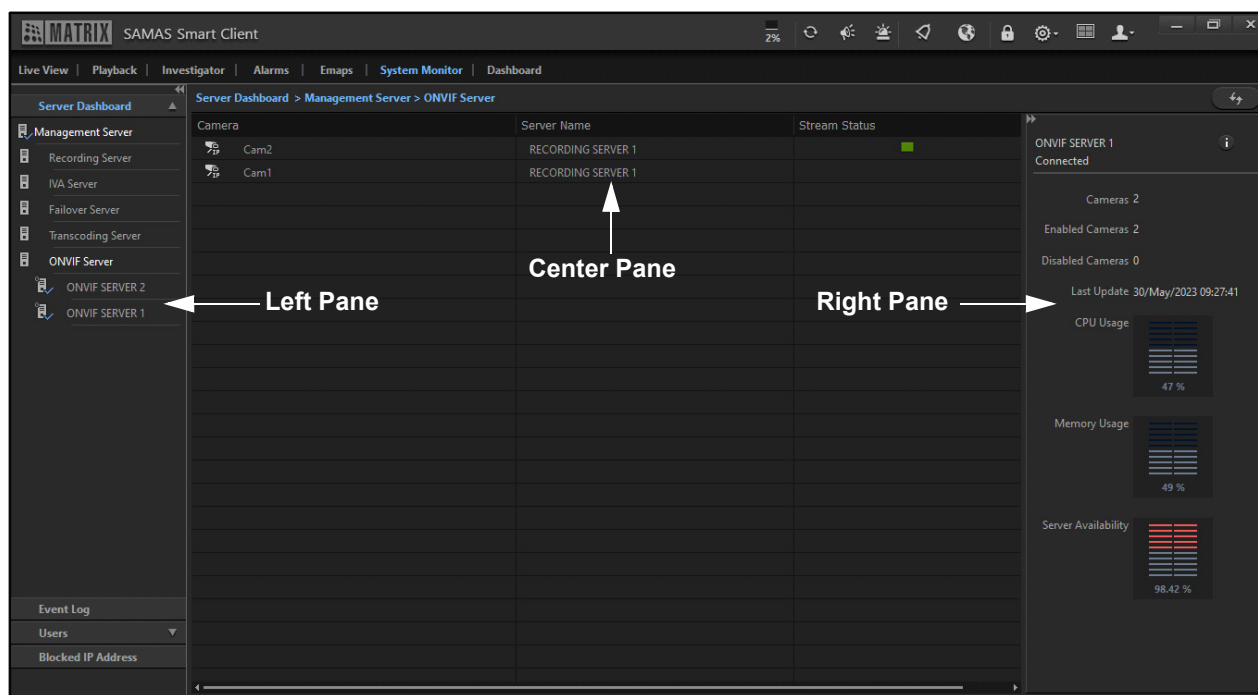 MATRIX SAMAS Smart Client 2%
Live View | Playback | Investigator | Alarms | Emaps | System Monitor | Dashboard
Server Dashboard
Server Dashboard > Management Server > ONVIF Server
Management Server
Recording Server
IVA Server
Failover Server
Transcoding Server
ONVIF Server
ONVIF SERVER 2
ONVIF SERVER 1
Left Pane
Event Log
Users
Blocked IP Address
Camera Server Name Stream Status
Cam2 RECORDING SERVER 1
Cam1 RECORDING SERVER 1
Center Pane
ONVIF SERVER 1
Connected
Cameras 2
Enabled Cameras 2
Disabled Cameras 0
Last Update 30/May/2023 09:27:41
Right Pane
CPU Usage
47 %
Memory Usage
49 %
Server Availability
98.42 %